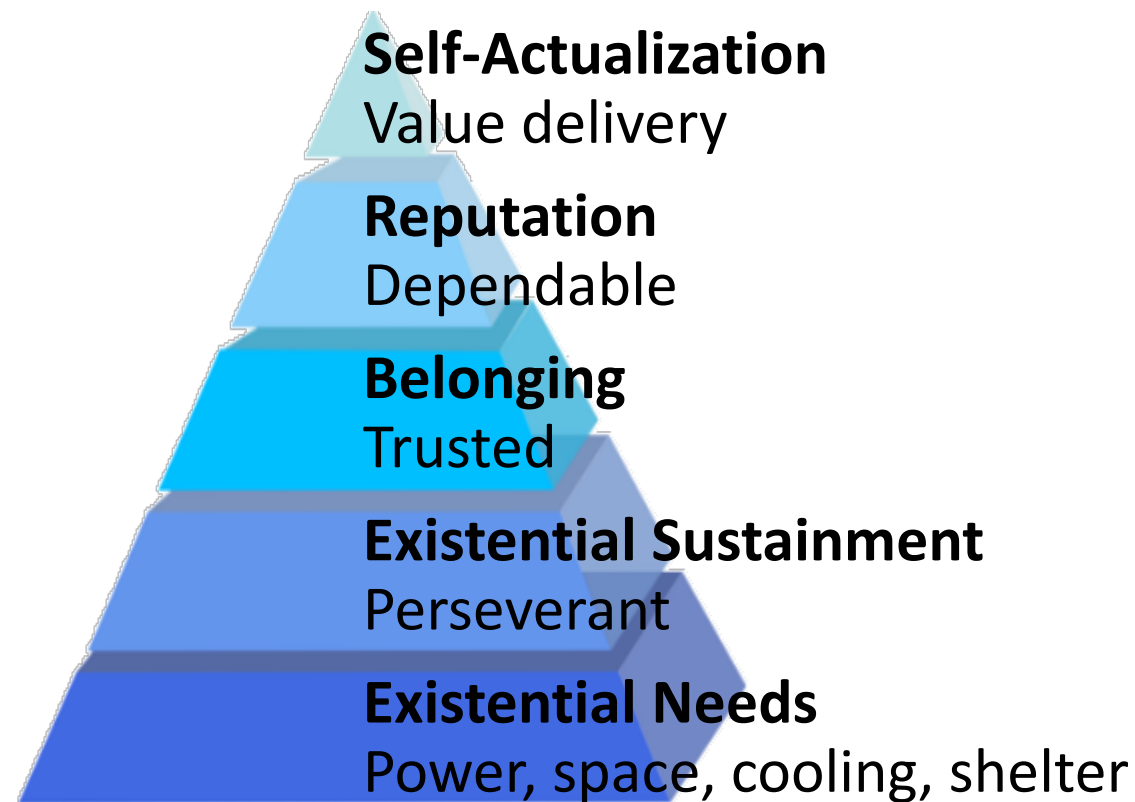 Self-Actualization
Value delivery
Reputation
Dependable
Belonging
Trusted
Existential Sustainment
Perseverant
Existential Needs
Power, space, cooling, shelter